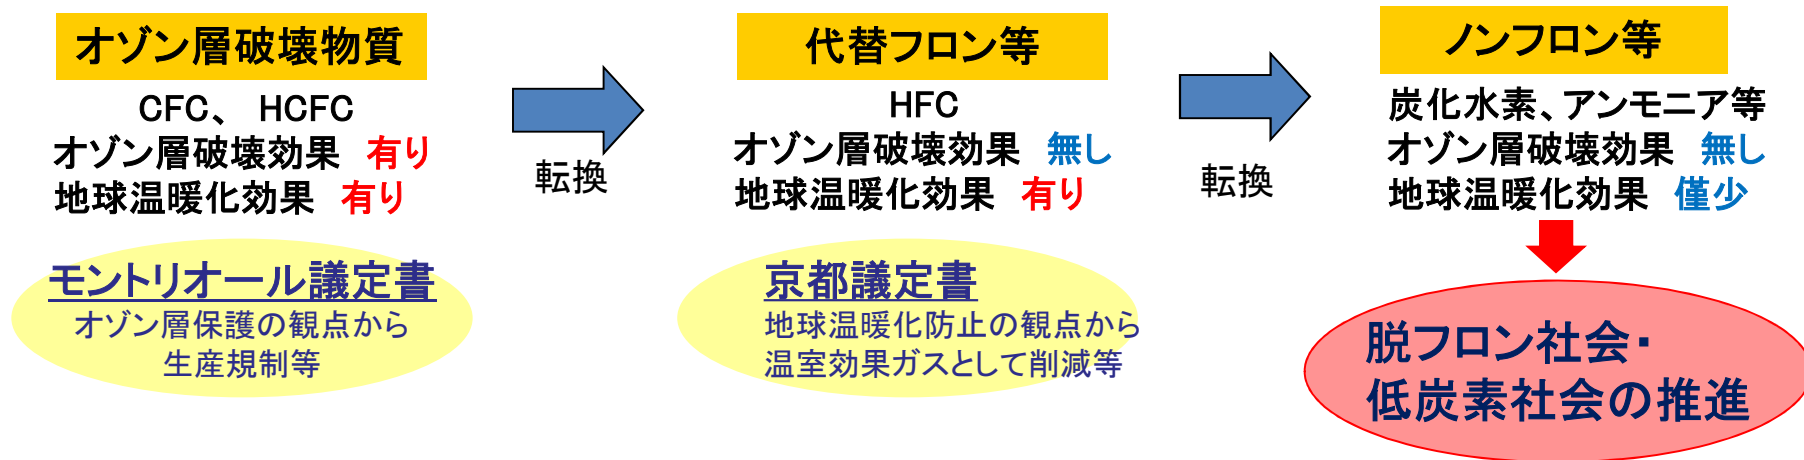 オゾン層破壊物質
CFC、 HCFC
オゾン層破壊効果 有り
地球温暖化効果 有り
モントリオール議定書
オゾン層保護の観点から
生産規制等
転換
代替フロン等
HFC
オゾン層破壊効果 無し
地球温暖化効果 有り
京都議定書
地球温暖化防止の観点から
温室効果ガスとして削減等
転換
ノンフロン等
炭化水素、アンモニア等
オゾン層破壊効果 無し
地球温暖化効果 僅少
脱フロン社会・
低炭素社会の推進